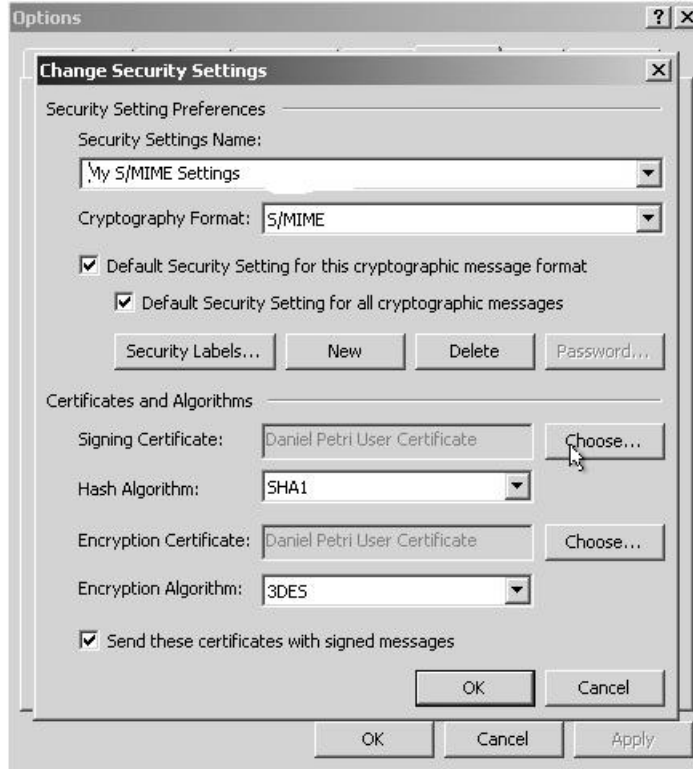 Options
Change Security Settings
Security Setting Preferences
Security Settings Name:
My S/MIME Settings
Cryptography Format: S/MIME
Default Security Setting for this cryptographic message format
Default Security Setting for all cryptographic messages
Security Labels... New Delete Password...
Certificates and Algorithms
Signing Certificate: Daniel Petri User Certificate Choose...
Hash Algorithm: SHA1
Encryption Certificate: Daniel Petri User Certificate Choose...
Encryption Algorithm: 3DES
Send these certificates with signed messages
OK Cancel
OK Cancel Apply